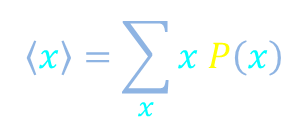 ⟨x⟩ = ∑ₓ x P(x)